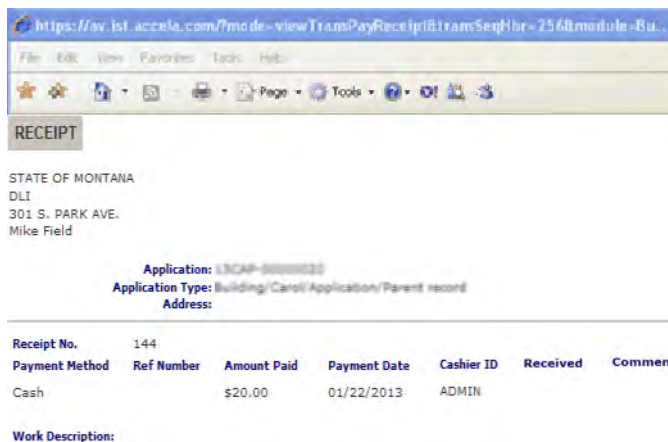 https://av.ist.accela.com/?mode=viewTransPayReceipt&transSeqNbr=256&module=Bu...
File Edit View Favorites Tools Help
Page Tools
RECEIPT
STATE OF MONTANA
DLI
301 S. PARK AVE.
Mike Field
Application:
Application Type: Building/Carol/Application/Parent record
Address:
Receipt No. 144
Payment Method Ref Number Amount Paid Payment Date Cashier ID Received Commen
Cash $20.00 01/22/2013 ADMIN
Work Description: